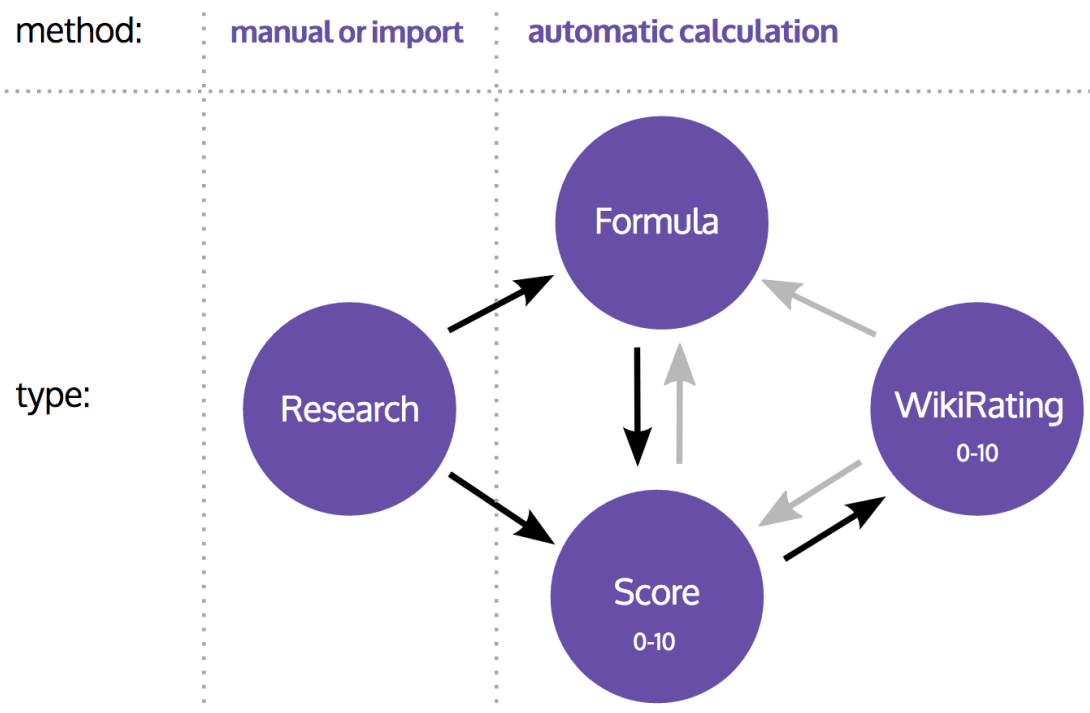 method:
manual or import
automatic calculation
Formula
type:
Research
WikiRating
0-10
Score
0-10